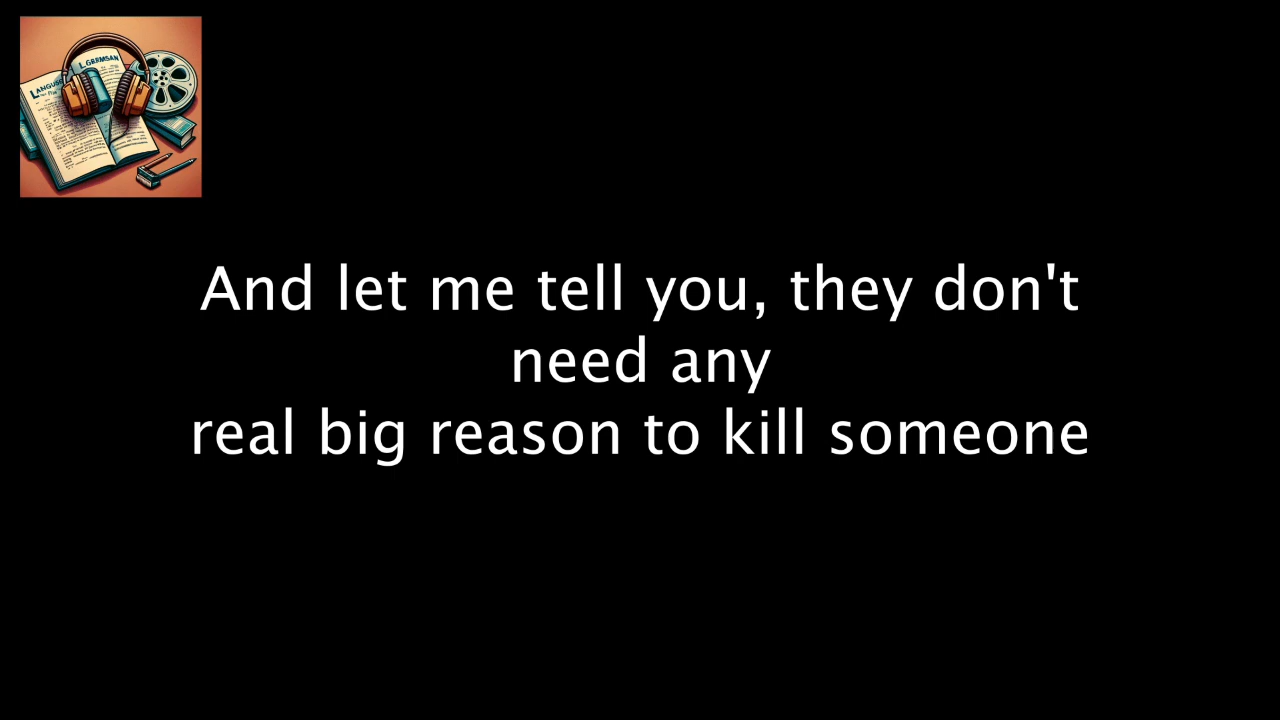 And let me tell you, they don't
need any
real big reason to kill someone